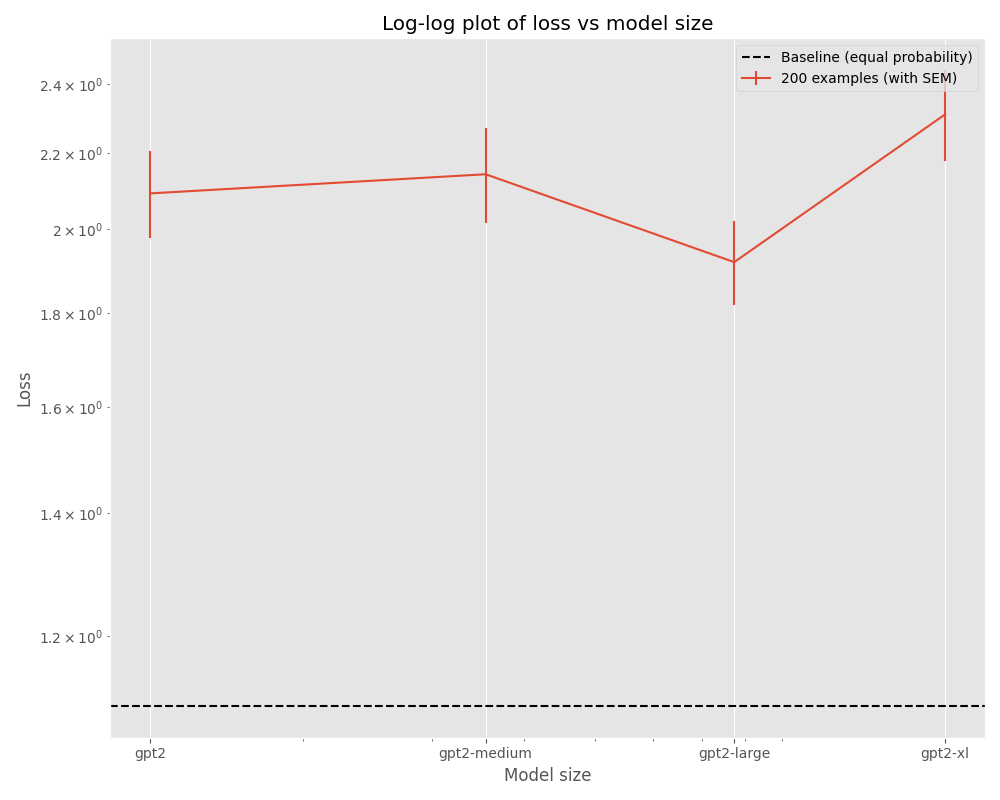 Log-log plot of loss vs model size
Baseline (equal probability)
200 examples (with SEM)
2.4 × 10⁰
2.2 × 10⁰
2 × 10⁰
1.8 × 10⁰
1.6 × 10⁰
1.4 × 10⁰
1.2 × 10⁰
Loss
gpt2
gpt2-medium
gpt2-large
gpt2-xl
Model size